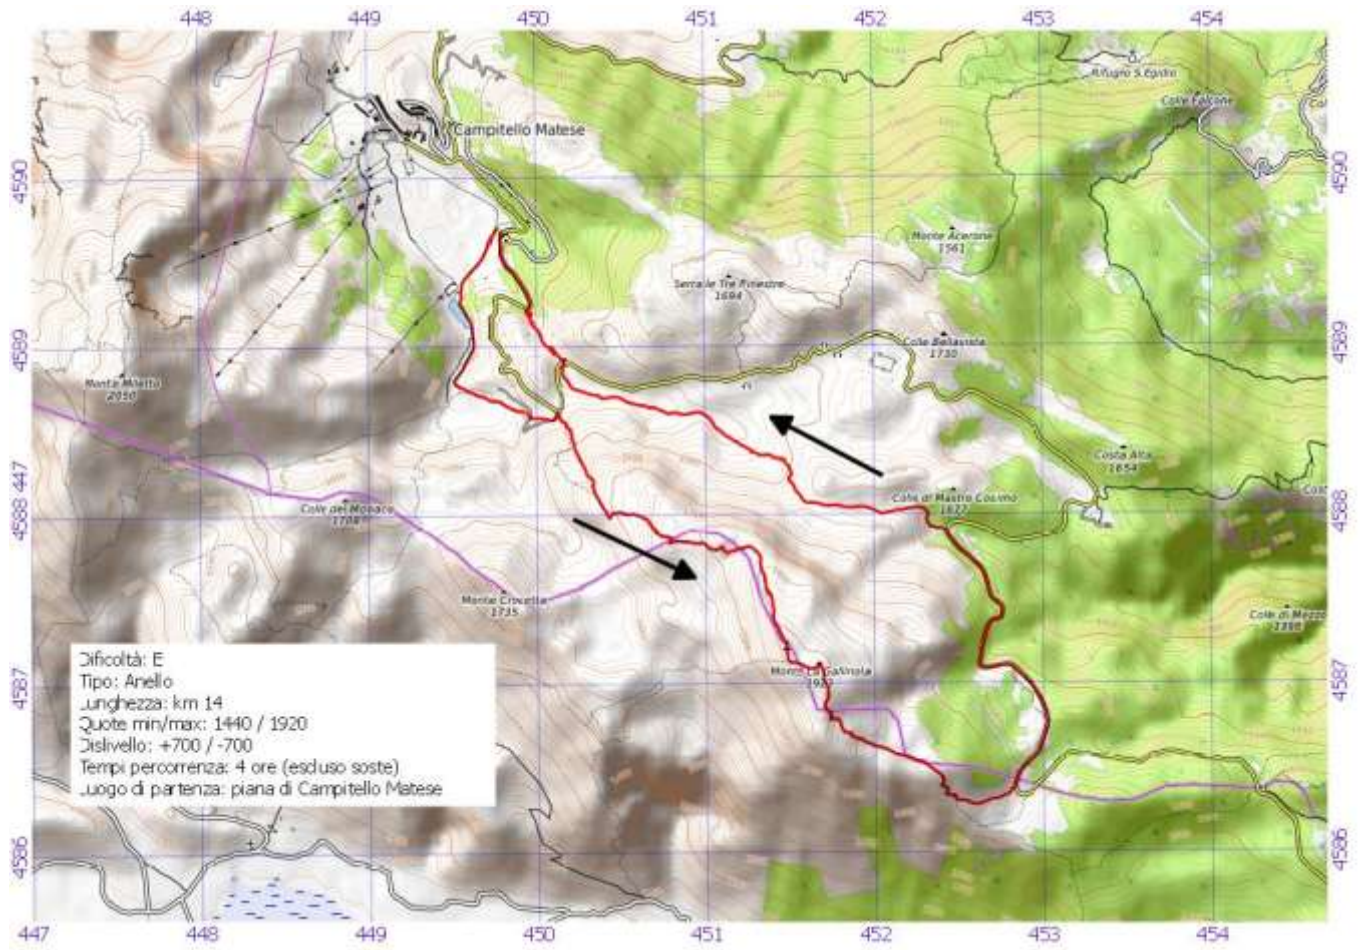 448 449 450 451 452 453 454
Rifugio S.Egidio
Colle Falcone
Campitello Matese
4590 4590
Monte Acerone
1561
Serra le Tre Finestre
1694
4589 4589
Colle Bellavista
1730
Monte Miletto
2050
Costa Alta
1654
447
Colle di Mastro Cosimo
1627
4588 4588
Colle del Monaco
Monte Crocetta
1735
Colle di Mezzo
Monte La Gallinola
4587 4587
Dificoltà: E
Tipo: Anello
Lunghezza: km 14
Quote min/max: 1440 / 1920
Dislivello: +700 / -700
Tempi percorrenza: 4 ore (escluso soste)
Luogo di partenza: piana di Campitello Matese
4586 4586
447 448 449 450 451 452 453 454